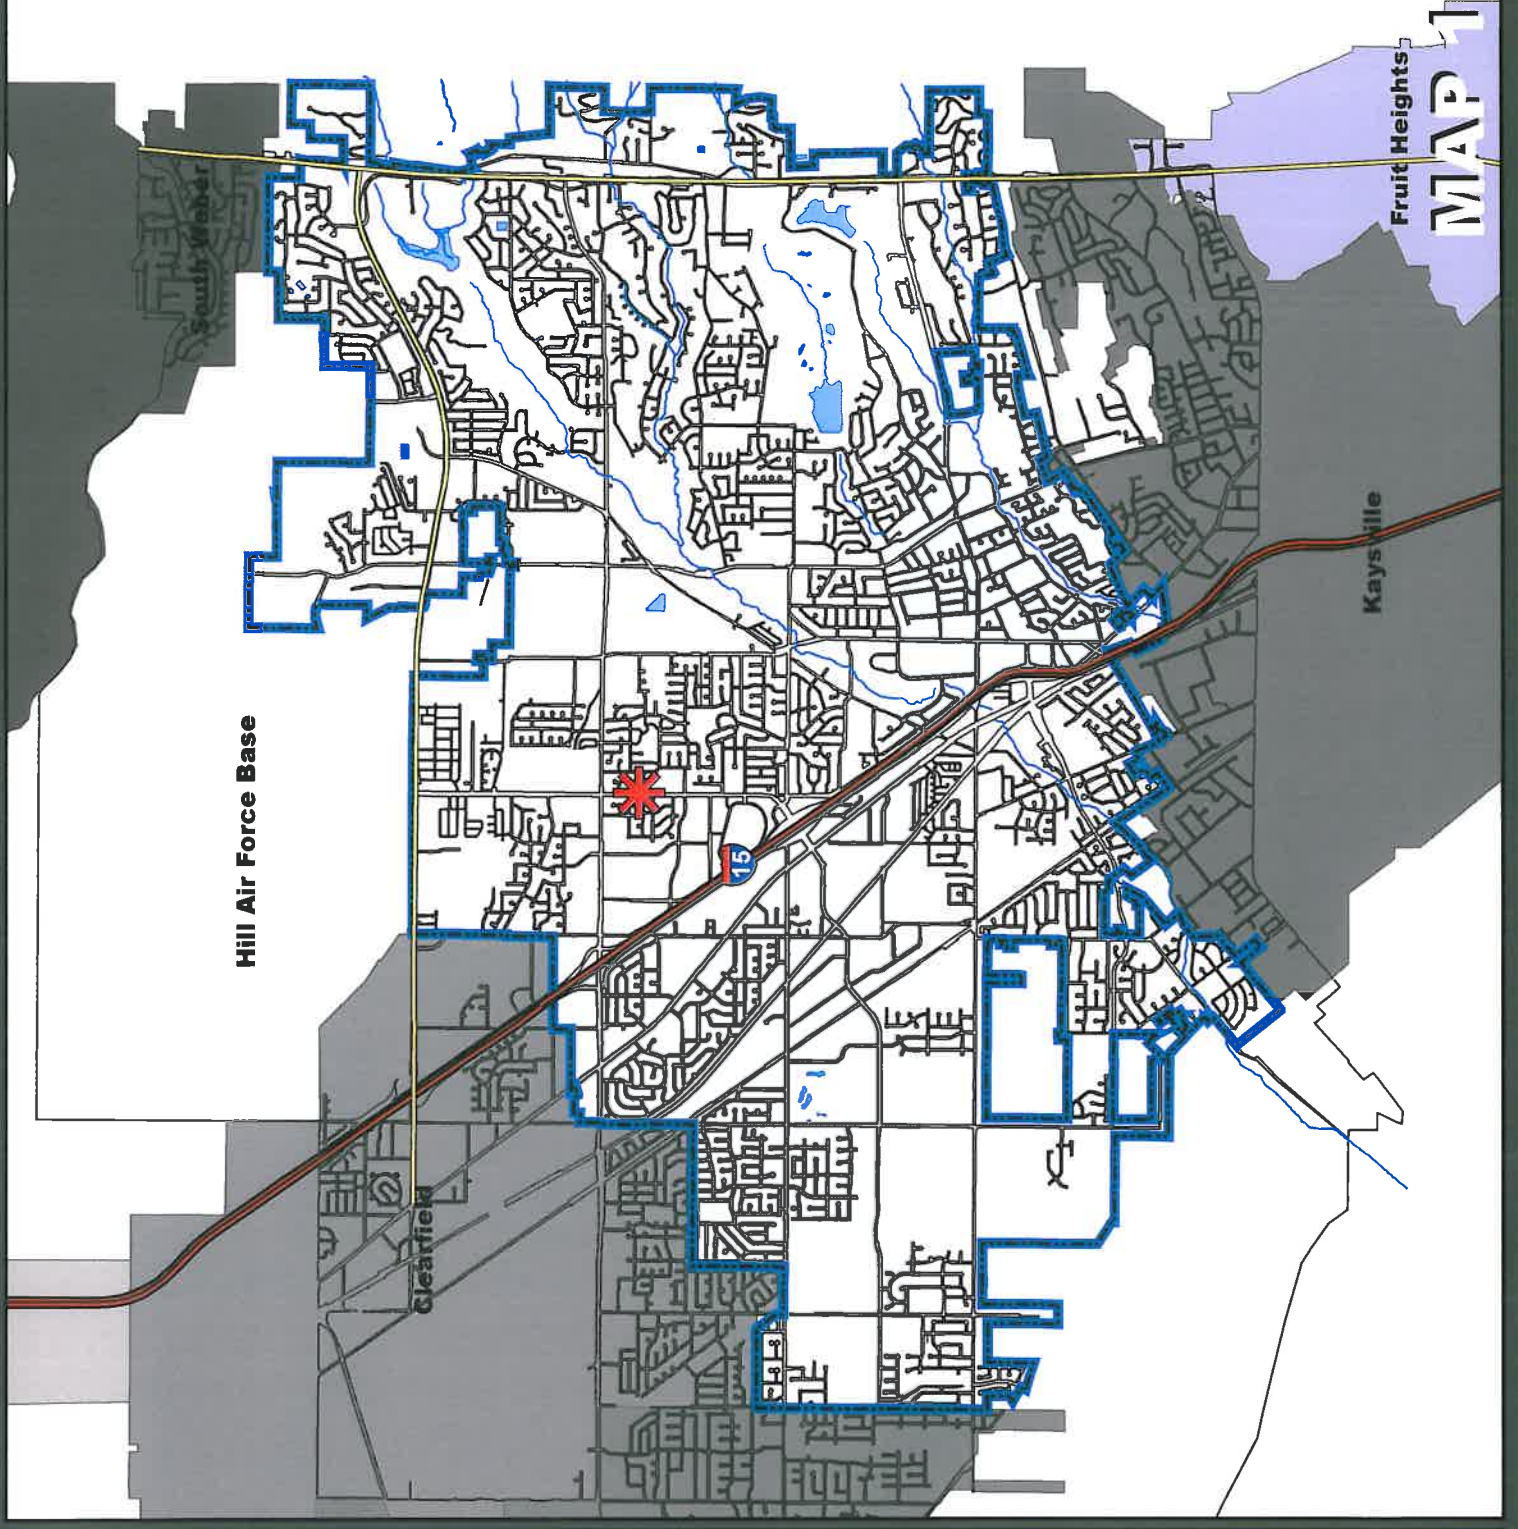 South Weber
Hill Air Force Base
Clearfield
15
Kaysville
Fruit Heights
MAP 1